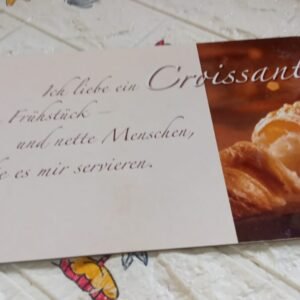 Ich liebe ein Croissant
Frühstück –
und nette Menschen,
es mir servieren.